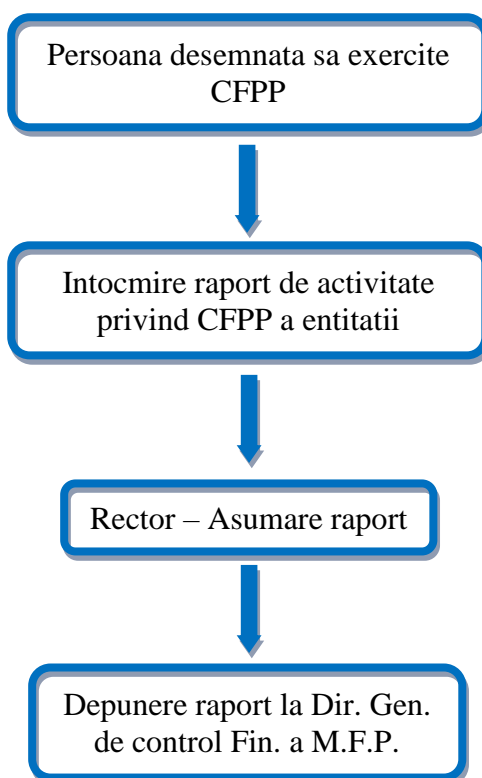 Persoana desemnata sa exercite
CFPP
Intocmire raport de activitate
privind CFPP a entitatii
Rector – Asumare raport
Depunere raport la Dir. Gen.
de control Fin. a M.F.P.